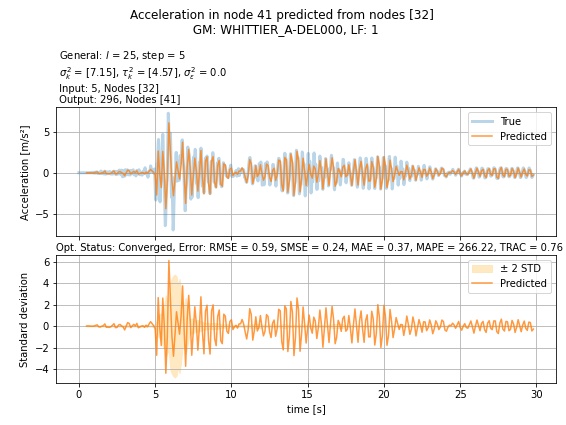 Acceleration in node 41 predicted from nodes [32]
GM: WHITTIER_A-DEL000, LF: 1
General: l = 25, step = 5
σ²ₖ = [7.15], τ²ₖ = [4.57], σ²ε = 0.0
Input: 5, Nodes [32]
Output: 296, Nodes [41]
Acceleration [m/s²]
5
0
−5
True
Predicted
Opt. Status: Converged, Error: RMSE = 0.59, SMSE = 0.24, MAE = 0.37, MAPE = 266.22, TRAC = 0.76
Standard deviation
6
4
2
0
−2
−4
± 2 STD
Predicted
0 5 10 15 20 25 30
time [s]